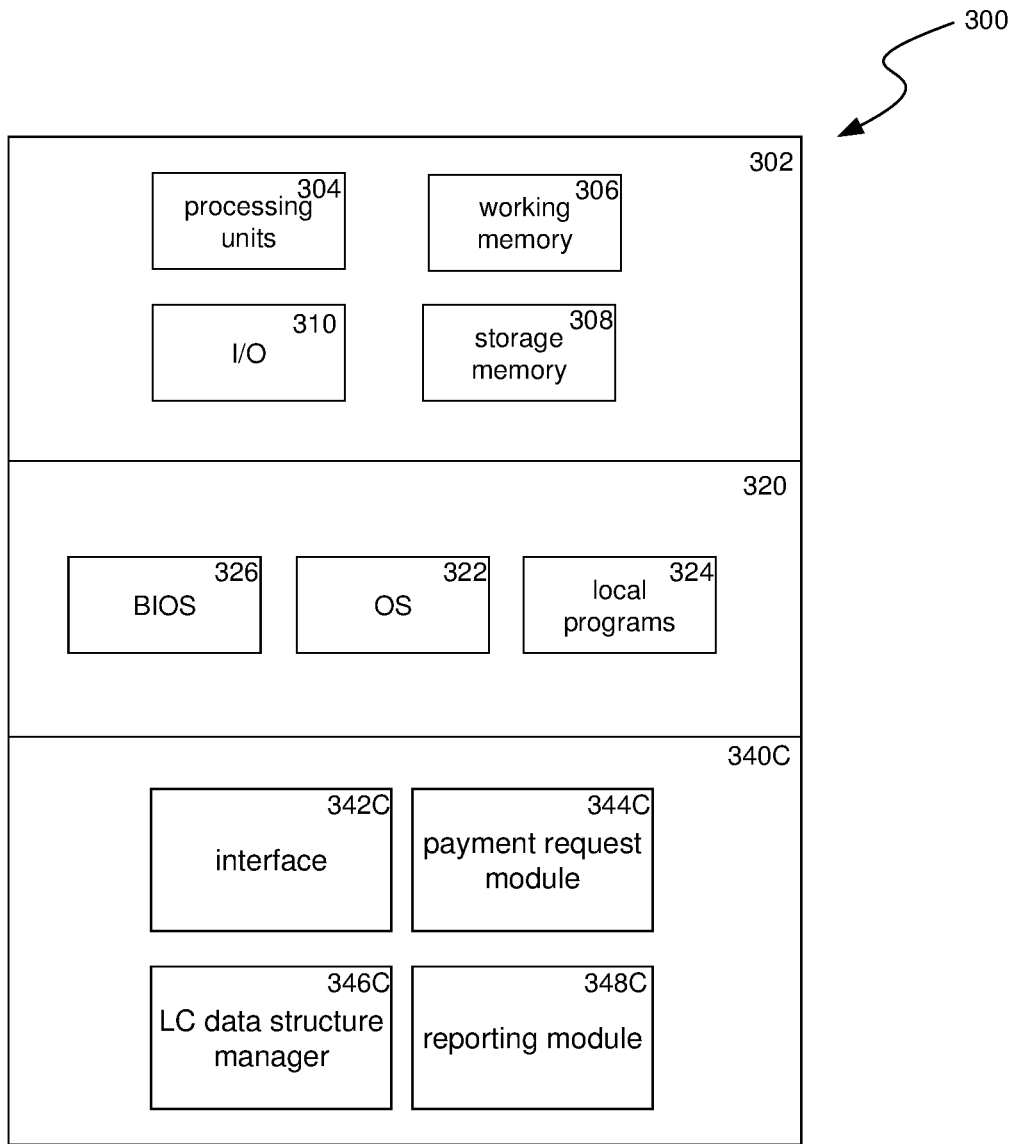 300
302
304
processing
units
306
working
memory
310
I/O
308
storage
memory
320
326
BIOS
322
OS
324
local
programs
340C
342C
interface
344C
payment request
module
346C
LC data structure
manager
348C
reporting module